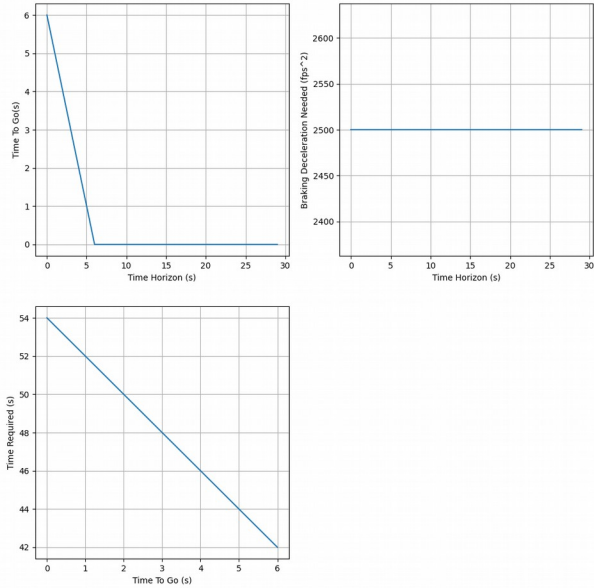 6
5
4
3
2
1
0
Time To Go(s)
0 5 10 15 20 25 30
Time Horizon (s)
2600
2550
2500
2450
2400
Braking Deceleration Needed (fps^2)
0 5 10 15 20 25 30
Time Horizon (s)
54
52
50
48
46
44
42
Time Required (s)
0 1 2 3 4 5 6
Time To Go (s)